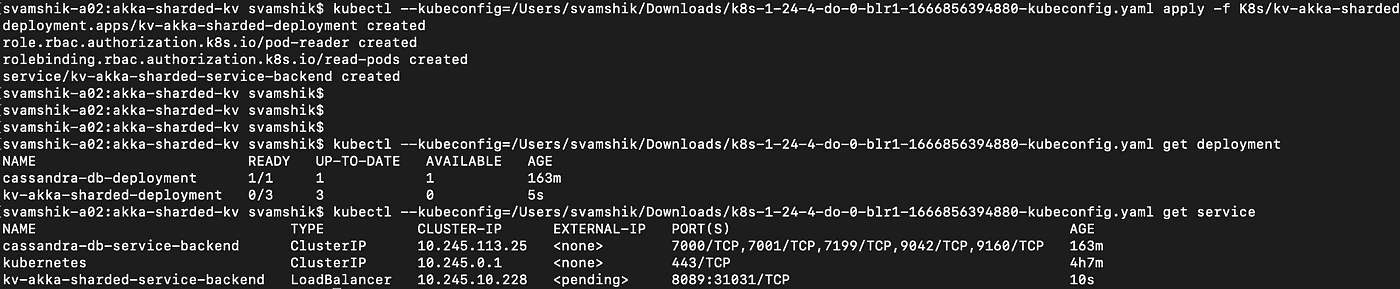 [svamshik-a02:akka-sharded-kv svamshik$ kubectl --kubeconfig=/Users/svamshik/Downloads/k8s-1-24-4-do-0-blr1-1666856394880-kubeconfig.yaml apply -f K8s/kv-akka-sharded
deployment.apps/kv-akka-sharded-deployment created
role.rbac.authorization.k8s.io/pod-reader created
rolebinding.rbac.authorization.k8s.io/read-pods created
service/kv-akka-sharded-service-backend created
[svamshik-a02:akka-sharded-kv svamshik$
[svamshik-a02:akka-sharded-kv svamshik$
[svamshik-a02:akka-sharded-kv svamshik$
[svamshik-a02:akka-sharded-kv svamshik$ kubectl --kubeconfig=/Users/svamshik/Downloads/k8s-1-24-4-do-0-blr1-1666856394880-kubeconfig.yaml get deployment
NAME READY UP-TO-DATE AVAILABLE AGE
cassandra-db-deployment 1/1 1 1 163m
kv-akka-sharded-deployment 0/3 3 0 5s
[svamshik-a02:akka-sharded-kv svamshik$ kubectl --kubeconfig=/Users/svamshik/Downloads/k8s-1-24-4-do-0-blr1-1666856394880-kubeconfig.yaml get service
NAME TYPE CLUSTER-IP EXTERNAL-IP PORT(S) AGE
cassandra-db-service-backend ClusterIP 10.245.113.25 <none> 7000/TCP,7001/TCP,7199/TCP,9042/TCP,9160/TCP 163m
kubernetes ClusterIP 10.245.0.1 <none> 443/TCP 4h7m
kv-akka-sharded-service-backend LoadBalancer 10.245.10.228 <pending> 8089:31031/TCP 10s